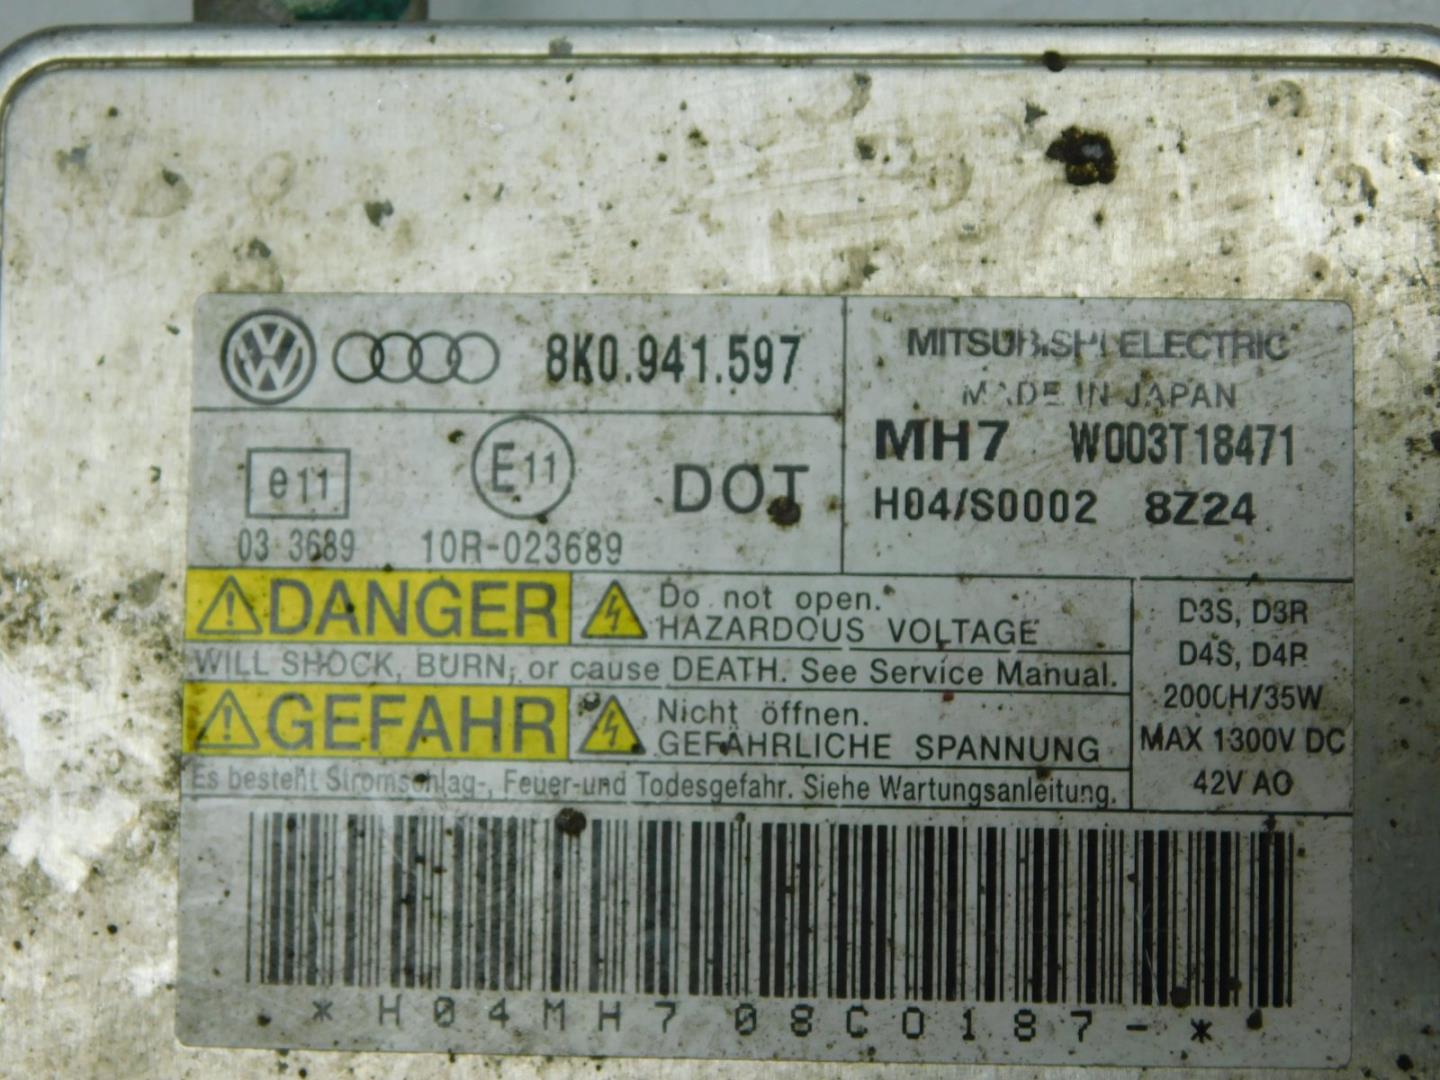 8K0.941.597
MITSUBISHI ELECTRIC
MADE IN JAPAN
MH7 W003T18471
H04/S0002 8Z24
e11
E11
DOT
03 3689 10R-023689
DANGER
Do not open.
HAZARDOUS VOLTAGE
WILL SHOCK, BURN, or cause DEATH. See Service Manual.
GEFAHR
Nicht öffnen.
GEFÄHRLICHE SPANNUNG
Es besteht Stromschlag-, Feuer-und Todesgefahr. Siehe Wartungsanleitung.
D3S, D3R
D4S, D4R
2000H/35W
MAX 1300V DC
42V AO
*H04MH708C0187-*